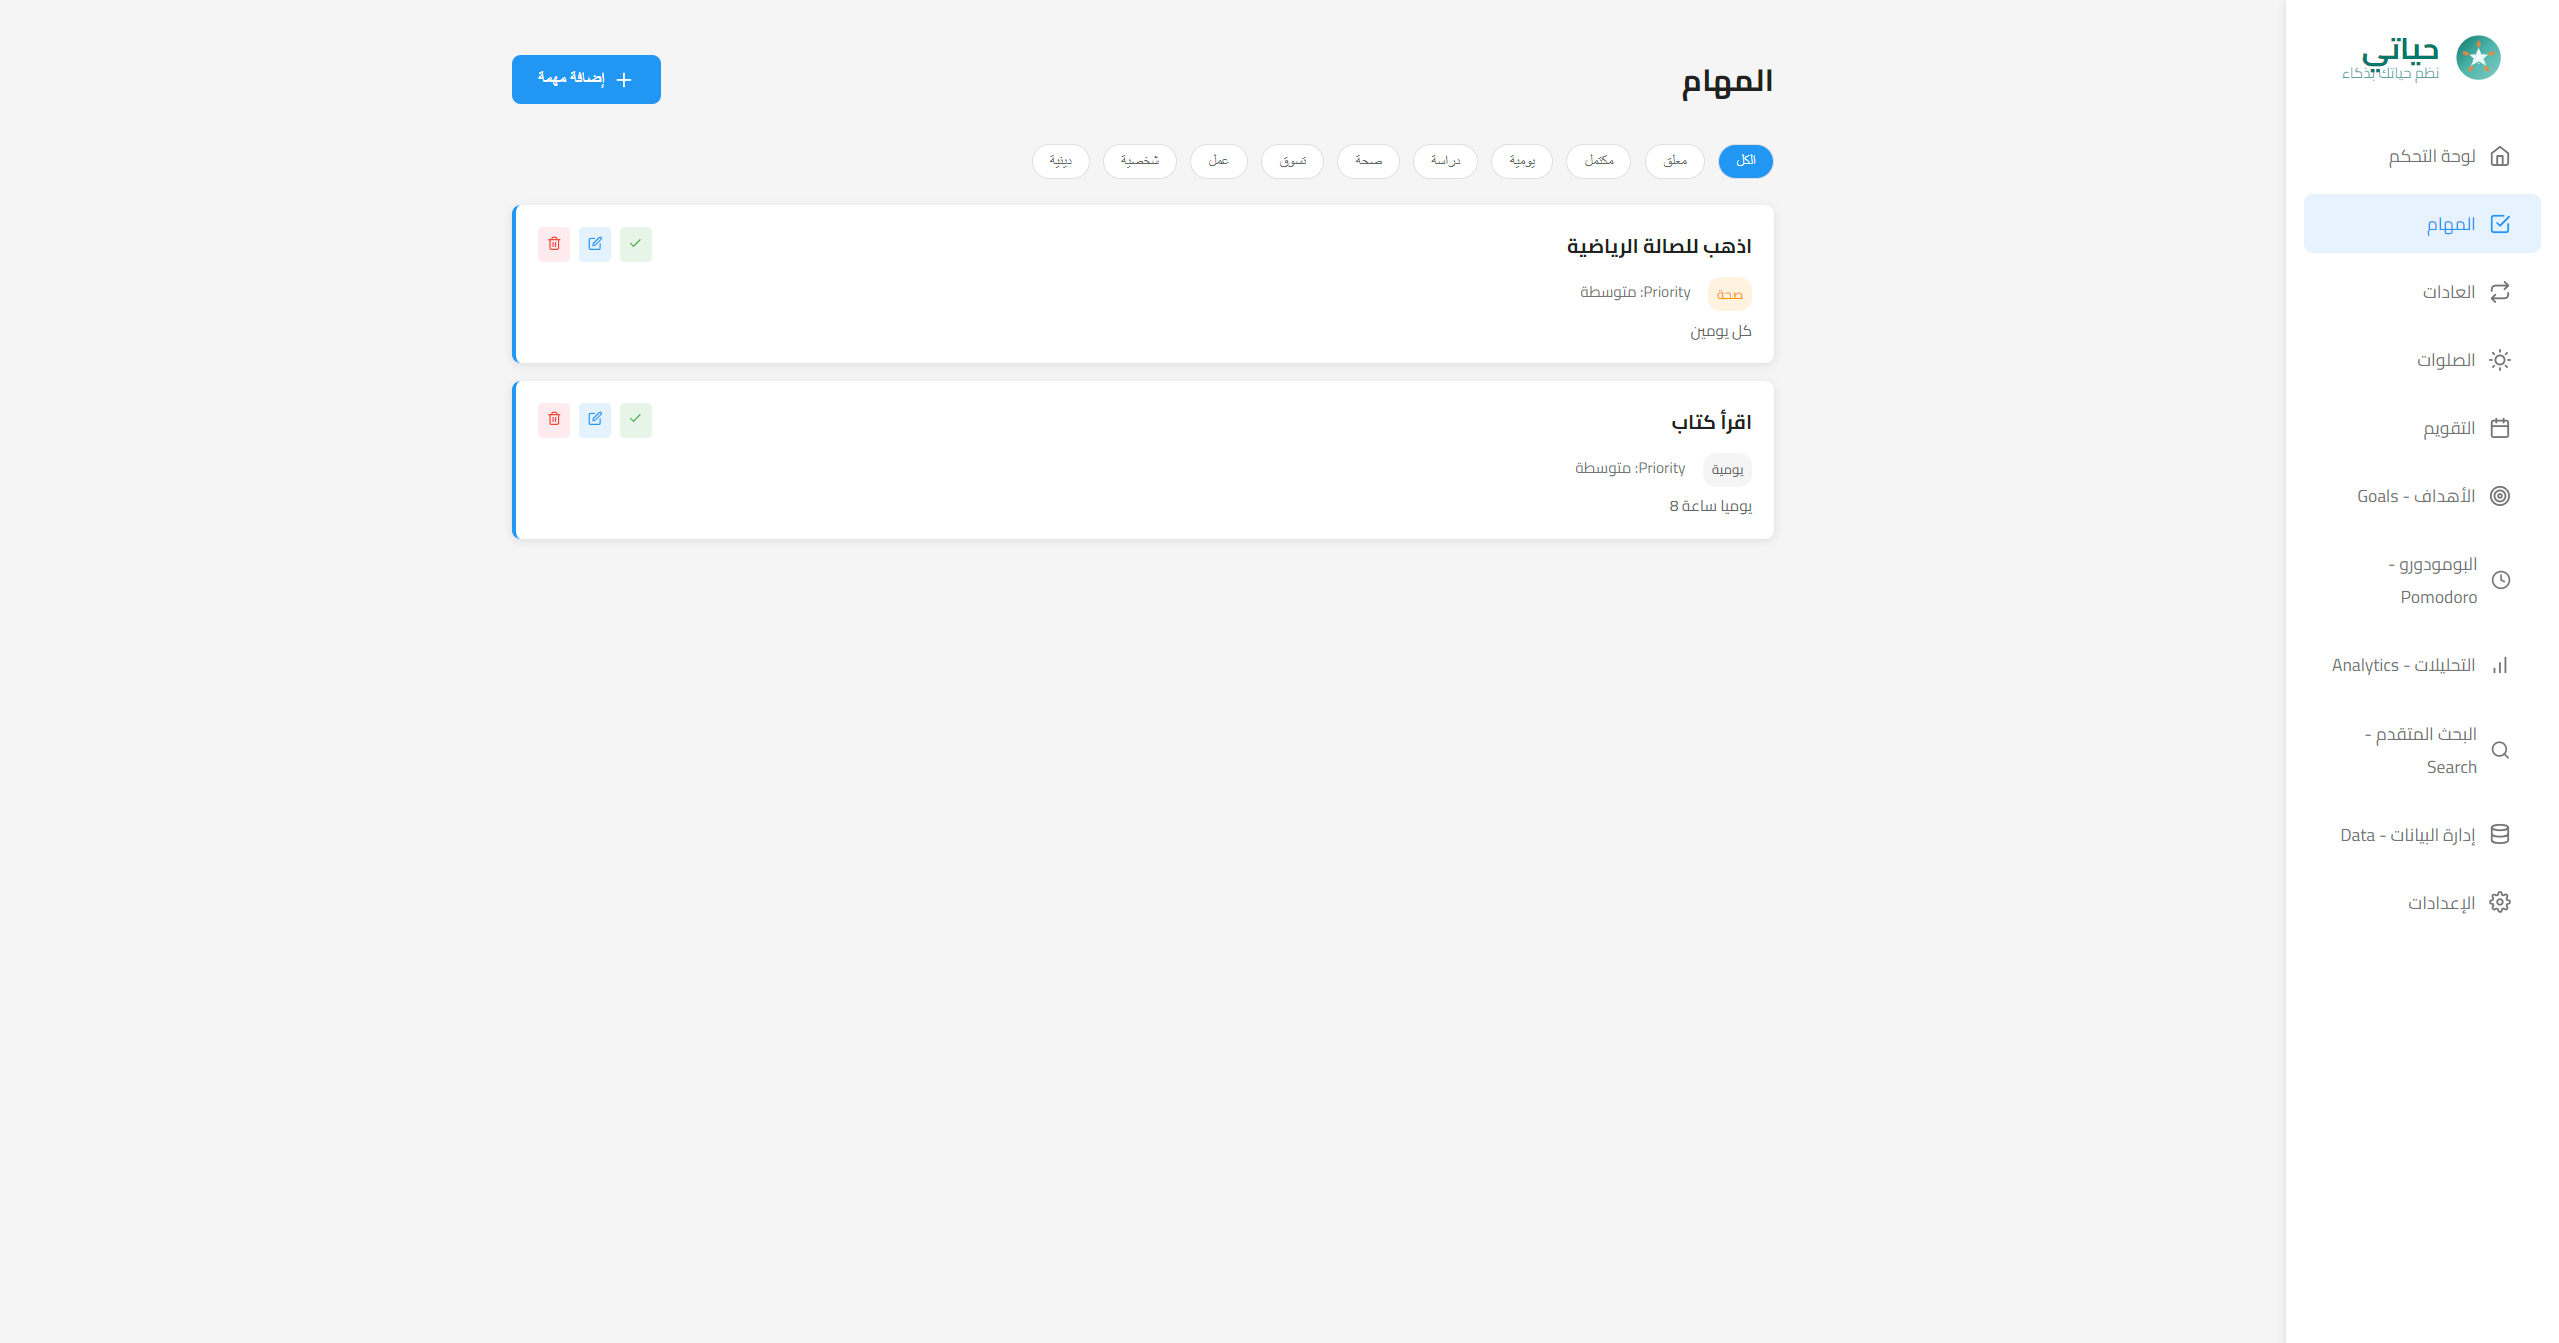 حياتي
نظم حياتك بذكاء
لوحة التحكم
المهام
العادات
الصلوات
التقويم
الأهداف - Goals
البومودورو -
Pomodoro
التحليلات - Analytics
البحث المتقدم -
Search
إدارة البيانات - Data
الإعدادات
المهام
إضافة مهمة
الكل
معلق
مكتمل
يومية
دراسة
صحة
تسوق
عمل
شخصية
دينية
اذهب للصالة الرياضية
صحة
Priority: متوسطة
كل يومين
اقرأ كتاب
يومية
Priority: متوسطة
يوميا ساعة 8